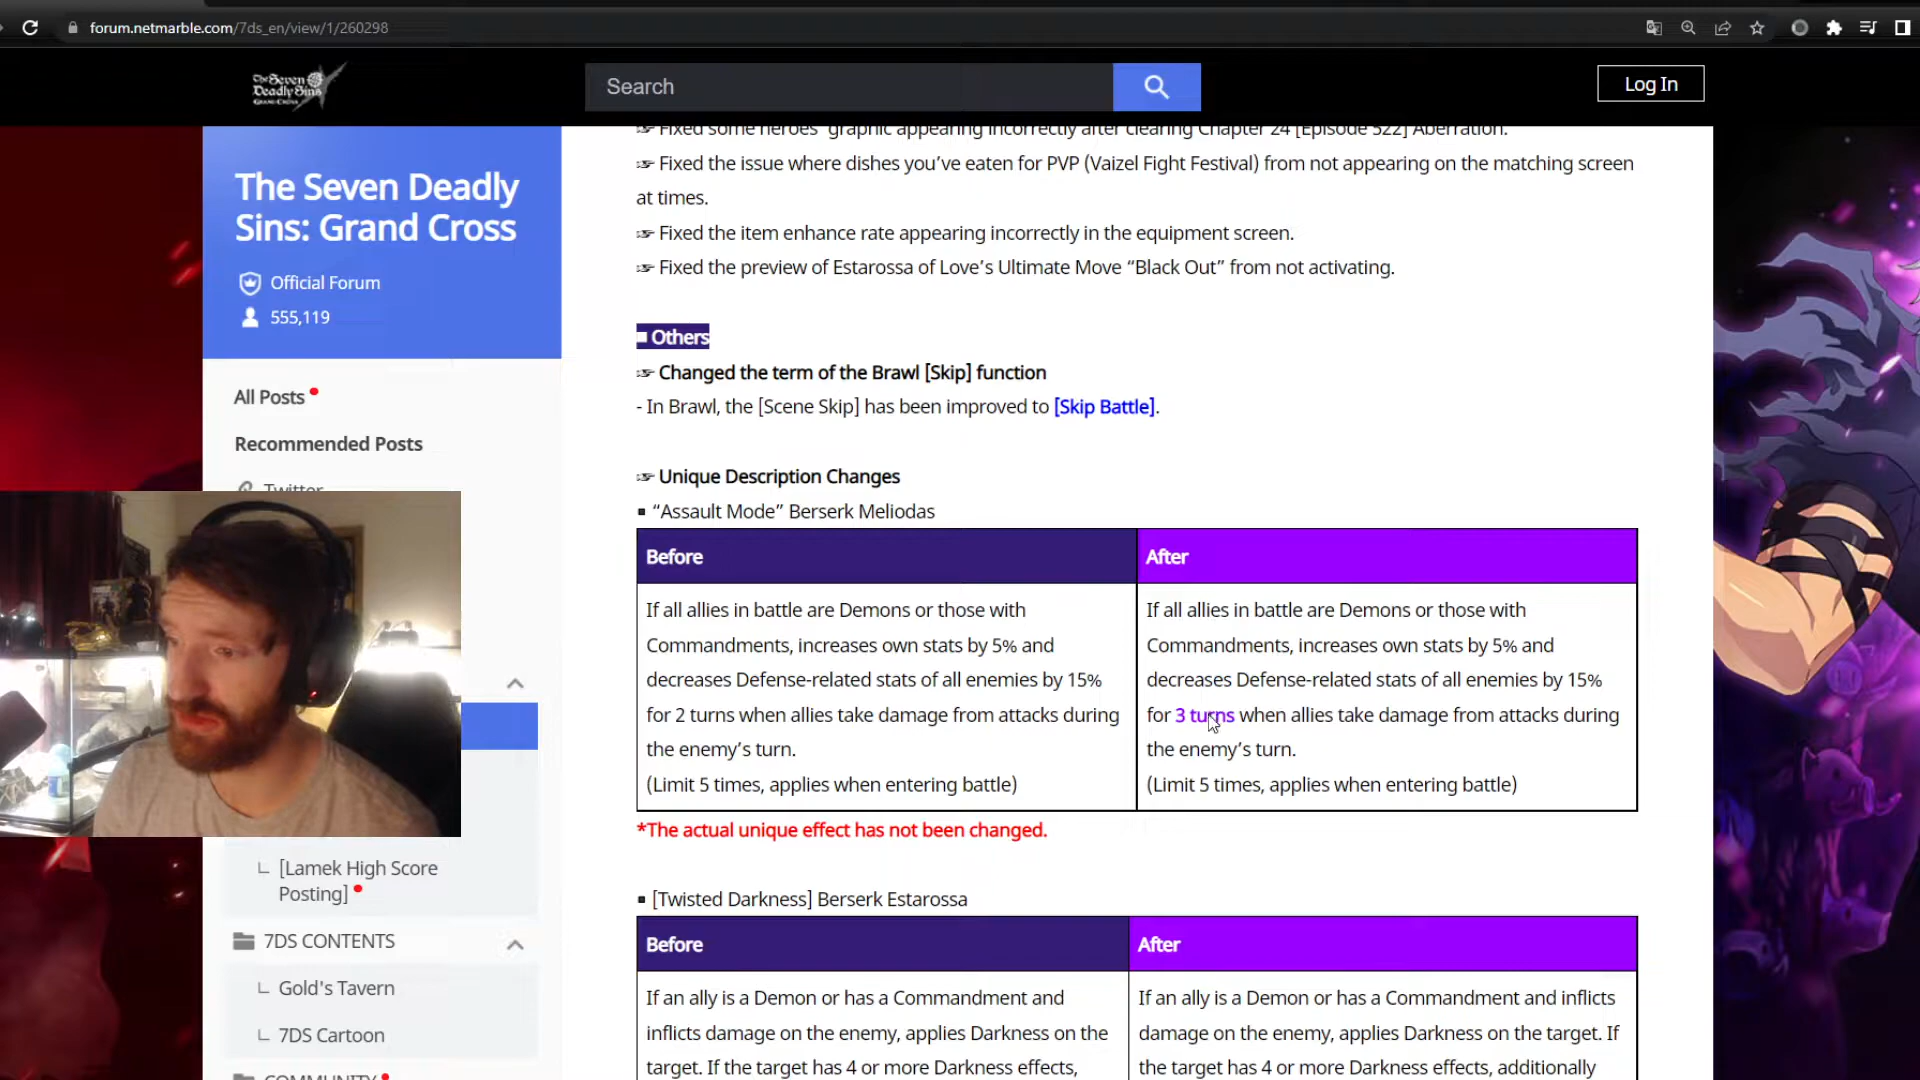 forum.netmarble.com/7ds_en/view/1/260298
The Seven
Deadly Sins
GRAND CROSS
Search
Log In
The Seven Deadly
Sins: Grand Cross
Official Forum
555,119
All Posts
Recommended Posts
Twitter
[Lamek High Score
Posting]
7DS CONTENTS
Gold's Tavern
7DS Cartoon
COMMUNITY
☞ Fixed some heroes' graphic appearing incorrectly after clearing Chapter 24 [Episode 522] Aberration.
☞ Fixed the issue where dishes you've eaten for PVP (Vaizel Fight Festival) from not appearing on the matching screen
at times.
☞ Fixed the item enhance rate appearing incorrectly in the equipment screen.
☞ Fixed the preview of Estarossa of Love's Ultimate Move “Black Out” from not activating.
■ Others
☞ Changed the term of the Brawl [Skip] function
- In Brawl, the [Scene Skip] has been improved to [Skip Battle].
☞ Unique Description Changes
▪ “Assault Mode” Berserk Meliodas
Before
If all allies in battle are Demons or those with
Commandments, increases own stats by 5% and
decreases Defense-related stats of all enemies by 15%
for 2 turns when allies take damage from attacks during
the enemy's turn.
(Limit 5 times, applies when entering battle)
After
If all allies in battle are Demons or those with
Commandments, increases own stats by 5% and
decreases Defense-related stats of all enemies by 15%
for 3 turns when allies take damage from attacks during
the enemy's turn.
(Limit 5 times, applies when entering battle)
*The actual unique effect has not been changed.
▪ [Twisted Darkness] Berserk Estarossa
Before
If an ally is a Demon or has a Commandment and
inflicts damage on the enemy, applies Darkness on the
target. If the target has 4 or more Darkness effects,
After
If an ally is a Demon or has a Commandment and inflicts
damage on the enemy, applies Darkness on the target. If
the target has 4 or more Darkness effects, additionally